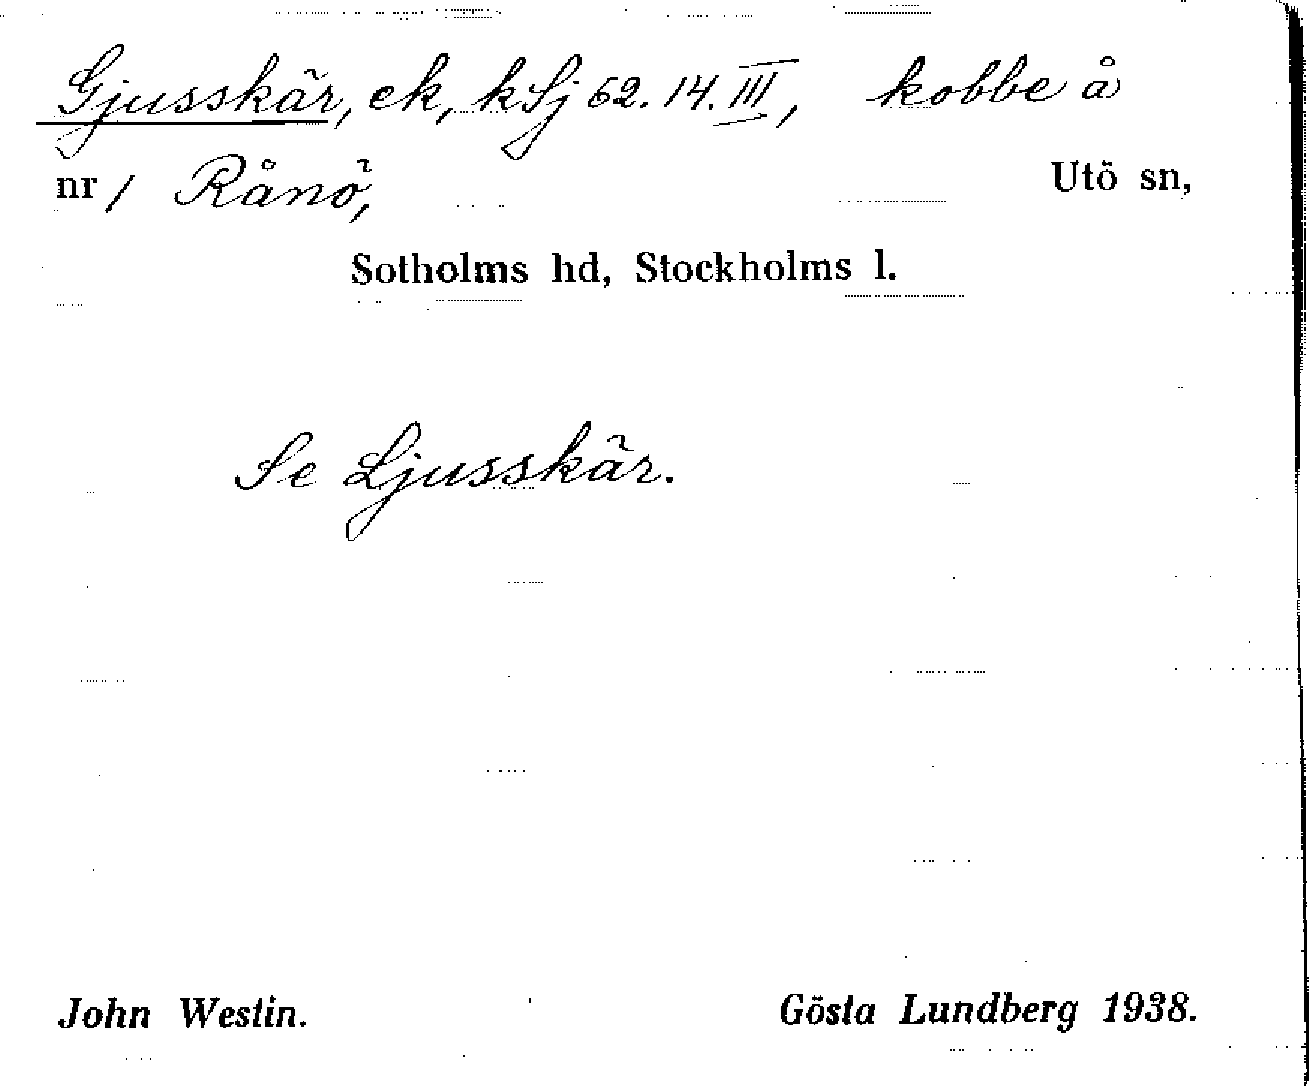 Gjusskär, ek, kSj 62. 14. III, kobbe å
nr 1 Rånö, Utö sn,
Sotholms hd, Stockholms l.
Se Ljusskär.
John Westin. Gösta Lundberg 1938.